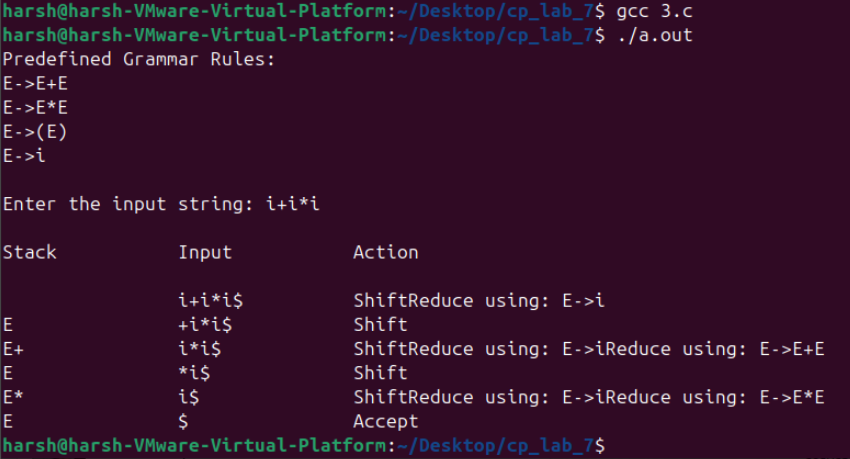 harsh@harsh-VMware-Virtual-Platform:~/Desktop/cp_lab_7$ gcc 3.c
harsh@harsh-VMware-Virtual-Platform:~/Desktop/cp_lab_7$ ./a.out
Predefined Grammar Rules:
E->E+E
E->E*E
E->(E)
E->i
Enter the input string: i+i*i
Stack Input Action
i+i*i$ ShiftReduce using: E->i
E +i*i$ Shift
E+ i*i$ ShiftReduce using: E->iReduce using: E->E+E
E *i$ Shift
E* i$ ShiftReduce using: E->iReduce using: E->E*E
E $ Accept
harsh@harsh-VMware-Virtual-Platform:~/Desktop/cp_lab_7$